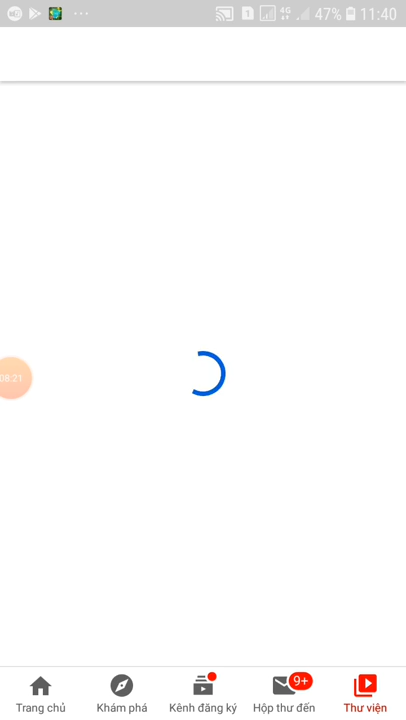 47% 11:40
08:21
9+
Trang chủ Khám phá Kênh đăng ký Hộp thư đến Thư viện